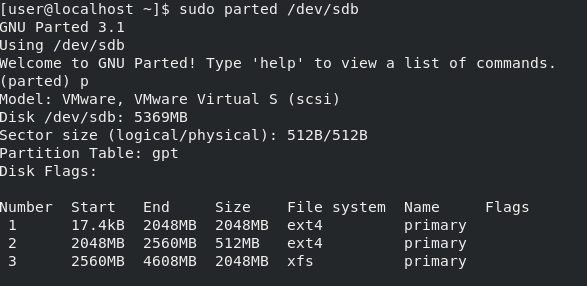 [user@localhost ~]$ sudo parted /dev/sdb
GNU Parted 3.1
Using /dev/sdb
Welcome to GNU Parted! Type 'help' to view a list of commands.
(parted) p
Model: VMware, VMware Virtual S (scsi)
Disk /dev/sdb: 5369MB
Sector size (logical/physical): 512B/512B
Partition Table: gpt
Disk Flags:

Number  Start   End     Size    File system  Name     Flags
 1      17.4kB  2048MB  2048MB  ext4         primary
 2      2048MB  2560MB  512MB   ext4         primary
 3      2560MB  4608MB  2048MB  xfs          primary